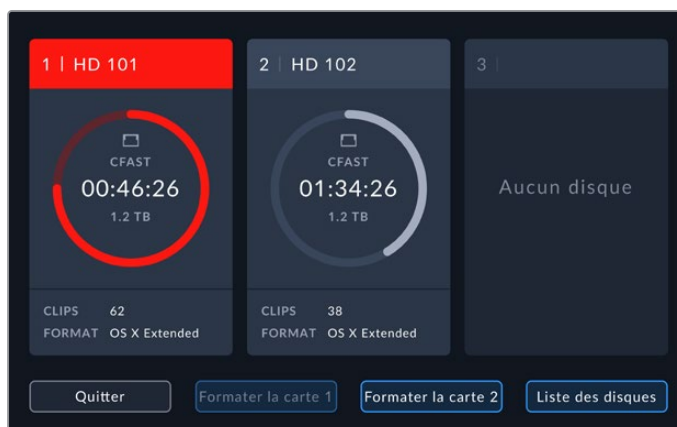 1 | HD 101
CFAST
00:46:26
1.2 TB
CLIPS 62
FORMAT OS X Extended
2 | HD 102
CFAST
01:34:26
1.2 TB
CLIPS 38
FORMAT OS X Extended
3 |
Aucun disque
Quitter
Formater la carte 1
Formater la carte 2
Liste des disques